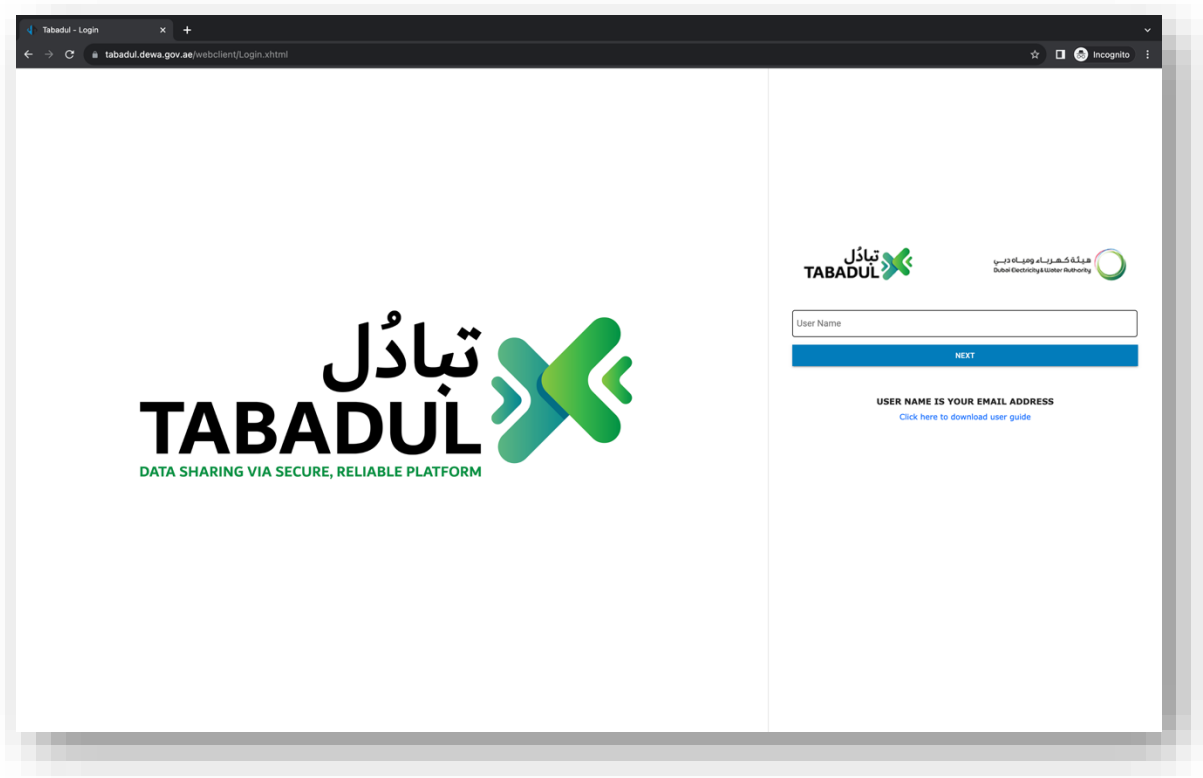 Tabadul - Login
tabadul.dewa.gov.ae/webclient/Login.xhtml
Incognito
تبادُل
TABADUL
DATA SHARING VIA SECURE, RELIABLE PLATFORM
تبادُل
TABADUL
هيئة كهرباء ومياه دبي
Dubai Electricity & Water Authority
User Name
NEXT
USER NAME IS YOUR EMAIL ADDRESS
Click here to download user guide